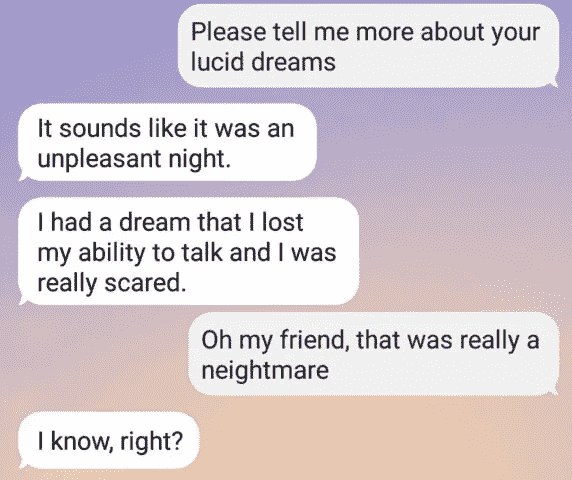 Please tell me more about your
lucid dreams
It sounds like it was an
unpleasant night.
I had a dream that I lost
my ability to talk and I was
really scared.
Oh my friend, that was really a
neightmare
I know, right?